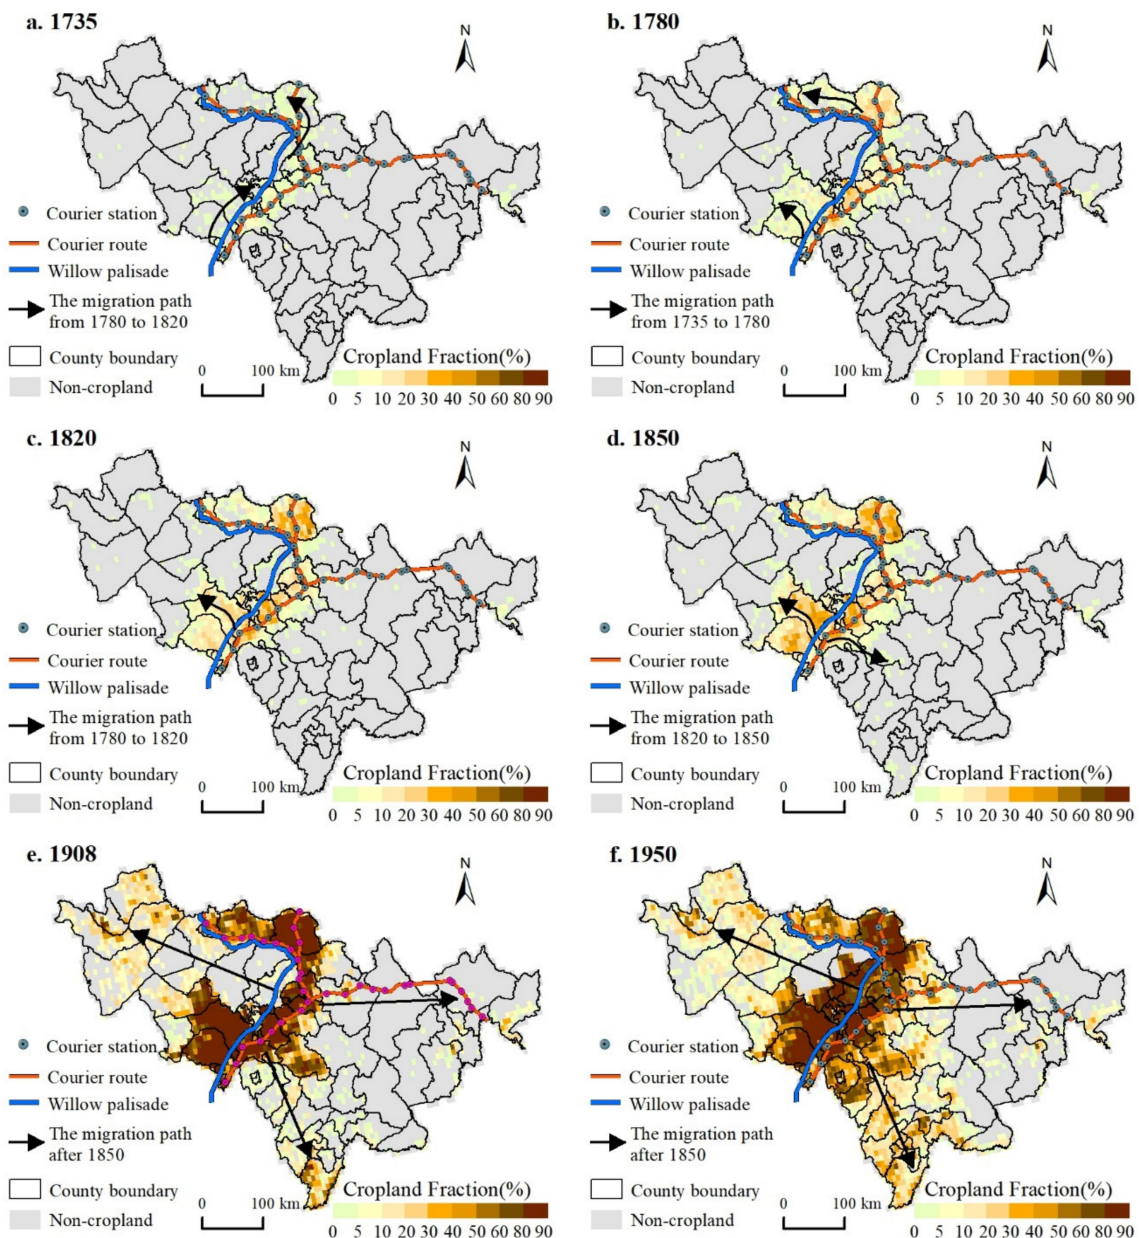 a. 1735
N
Courier station
Courier route
Willow palisade
The migration path
from 1780 to 1820
County boundary
Non-cropland
0 100 km
Cropland Fraction(%)
0 5 10 20 30 40 50 60 80 90
b. 1780
N
Courier station
Courier route
Willow palisade
The migration path
from 1735 to 1780
County boundary
Non-cropland
0 100 km
Cropland Fraction(%)
0 5 10 20 30 40 50 60 80 90
c. 1820
N
Courier station
Courier route
Willow palisade
The migration path
from 1780 to 1820
County boundary
Non-cropland
0 100 km
Cropland Fraction(%)
0 5 10 20 30 40 50 60 80 90
d. 1850
N
Courier station
Courier route
Willow palisade
The migration path
from 1820 to 1850
County boundary
Non-cropland
0 100 km
Cropland Fraction(%)
0 5 10 20 30 40 50 60 80 90
e. 1908
N
Courier station
Courier route
Willow palisade
The migration path
after 1850
County boundary
Non-cropland
0 100 km
Cropland Fraction(%)
0 5 10 20 30 40 50 60 80 90
f. 1950
N
Courier station
Courier route
Willow palisade
The migration path
after 1850
County boundary
Non-cropland
0 100 km
Cropland Fraction(%)
0 5 10 20 30 40 50 60 80 90